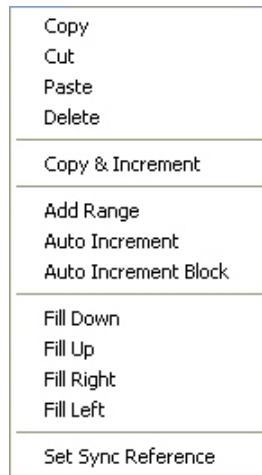 Copy
Cut
Paste
Delete
Copy & Increment
Add Range
Auto Increment
Auto Increment Block
Fill Down
Fill Up
Fill Right
Fill Left
Set Sync Reference